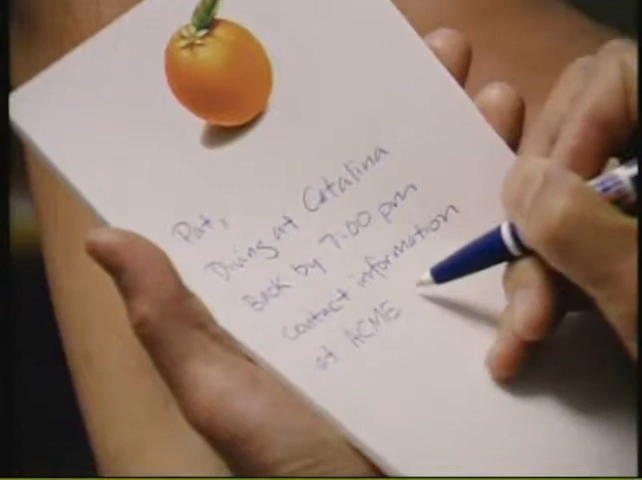 Pat,
Diving at Catalina
Back by 7:00 pm
contact information
at ACME